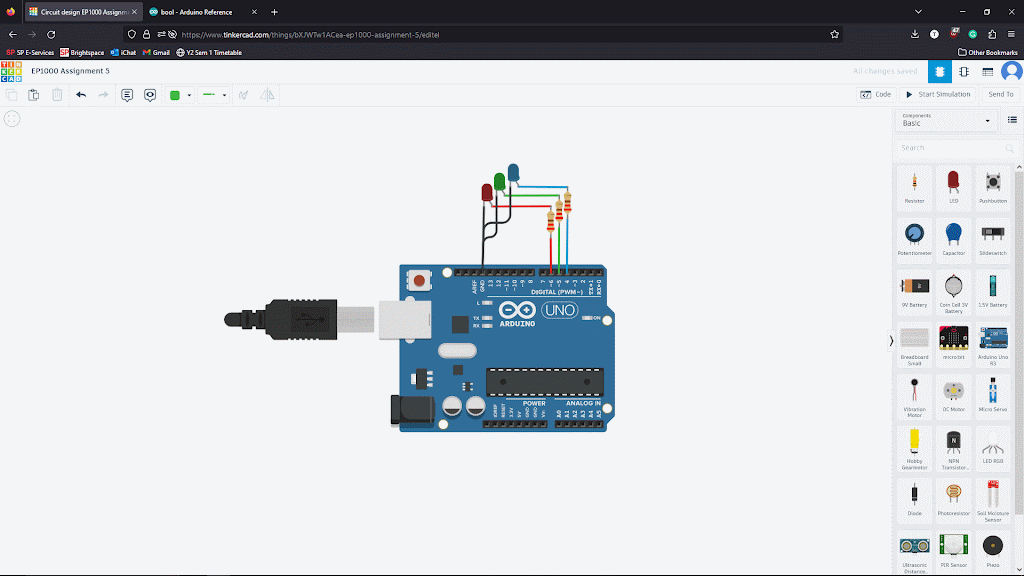 Circuit design EP1000 Assignm
bool - Arduino Reference
https://www.tinkercad.com/things/bXJWTw1ACea-ep1000-assignment-5/editel
47
SP SP E-Services
SP Brightspace
iChat
Gmail
Y2 Sem 1 Timetable
Other Bookmarks
TIN
KER
CAD
EP1000 Assignment 5
All changes saved
Code
Start Simulation
Send To
Components
Basic
Search
Resistor
LED
Pushbutton
Potentiometer
Capacitor
Slideswitch
9V Battery
Coin Cell 3V Battery
1.5V Battery
Breadboard Small
micro:bit
Arduino Uno R3
Vibration Motor
DC Motor
Micro Servo
Hobby Gearmotor
NPN Transistor...
LED RGB
Diode
Photoresistor
Soil Moisture Sensor
Ultrasonic Distance...
PIR Sensor
Piezo
AREF
GND
13
12
~11
~10
~9
8
7
~6
~5
4
~3
2
TX→1
RX←0
DIGITAL (PWM~)
L
TX
RX
ARDUINO
UNO
ON
POWER
ANALOG IN
IOREF
RESET
3.3V
5V
GND
GND
Vin
A0
A1
A2
A3
A4
A5